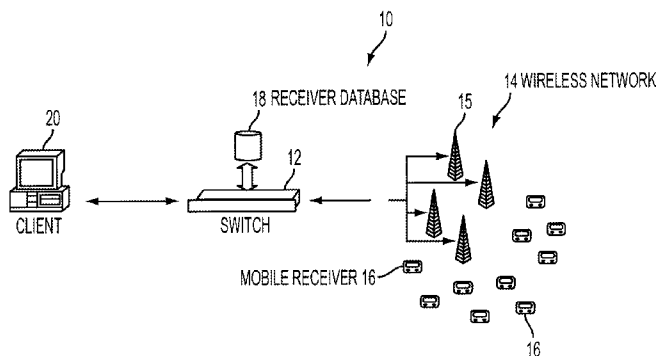 10
14 WIRELESS NETWORK
15
18 RECEIVER DATABASE
20
12
CLIENT
SWITCH
MOBILE RECEIVER 16
16